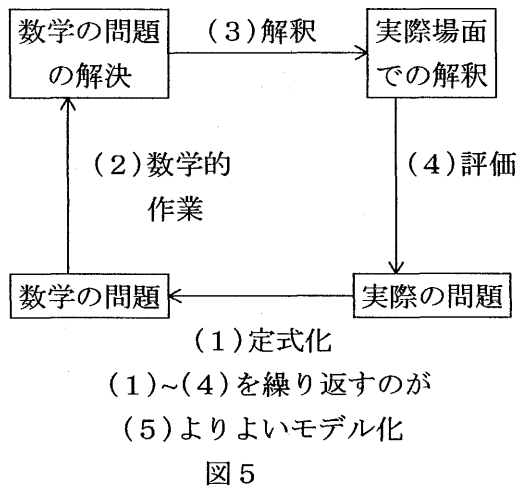 数学の問題
の解決
(3)解釈
実際場面
での解釈
(2)数学的
作業
(4)評価
数学の問題
実際の問題
(1)定式化
(1)~(4)を繰り返すのが
(5)よりよいモデル化
図5